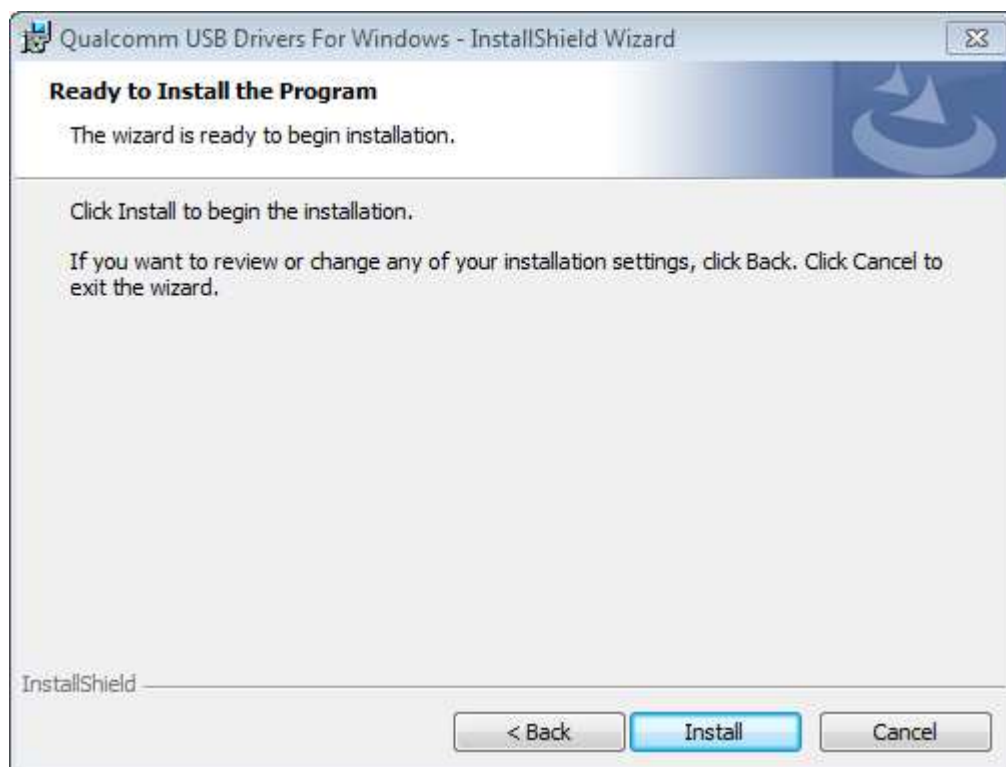 Qualcomm USB Drivers For Windows - InstallShield Wizard
Ready to Install the Program
The wizard is ready to begin installation.
Click Install to begin the installation.
If you want to review or change any of your installation settings, click Back. Click Cancel to
exit the wizard.
InstallShield
< Back
Install
Cancel